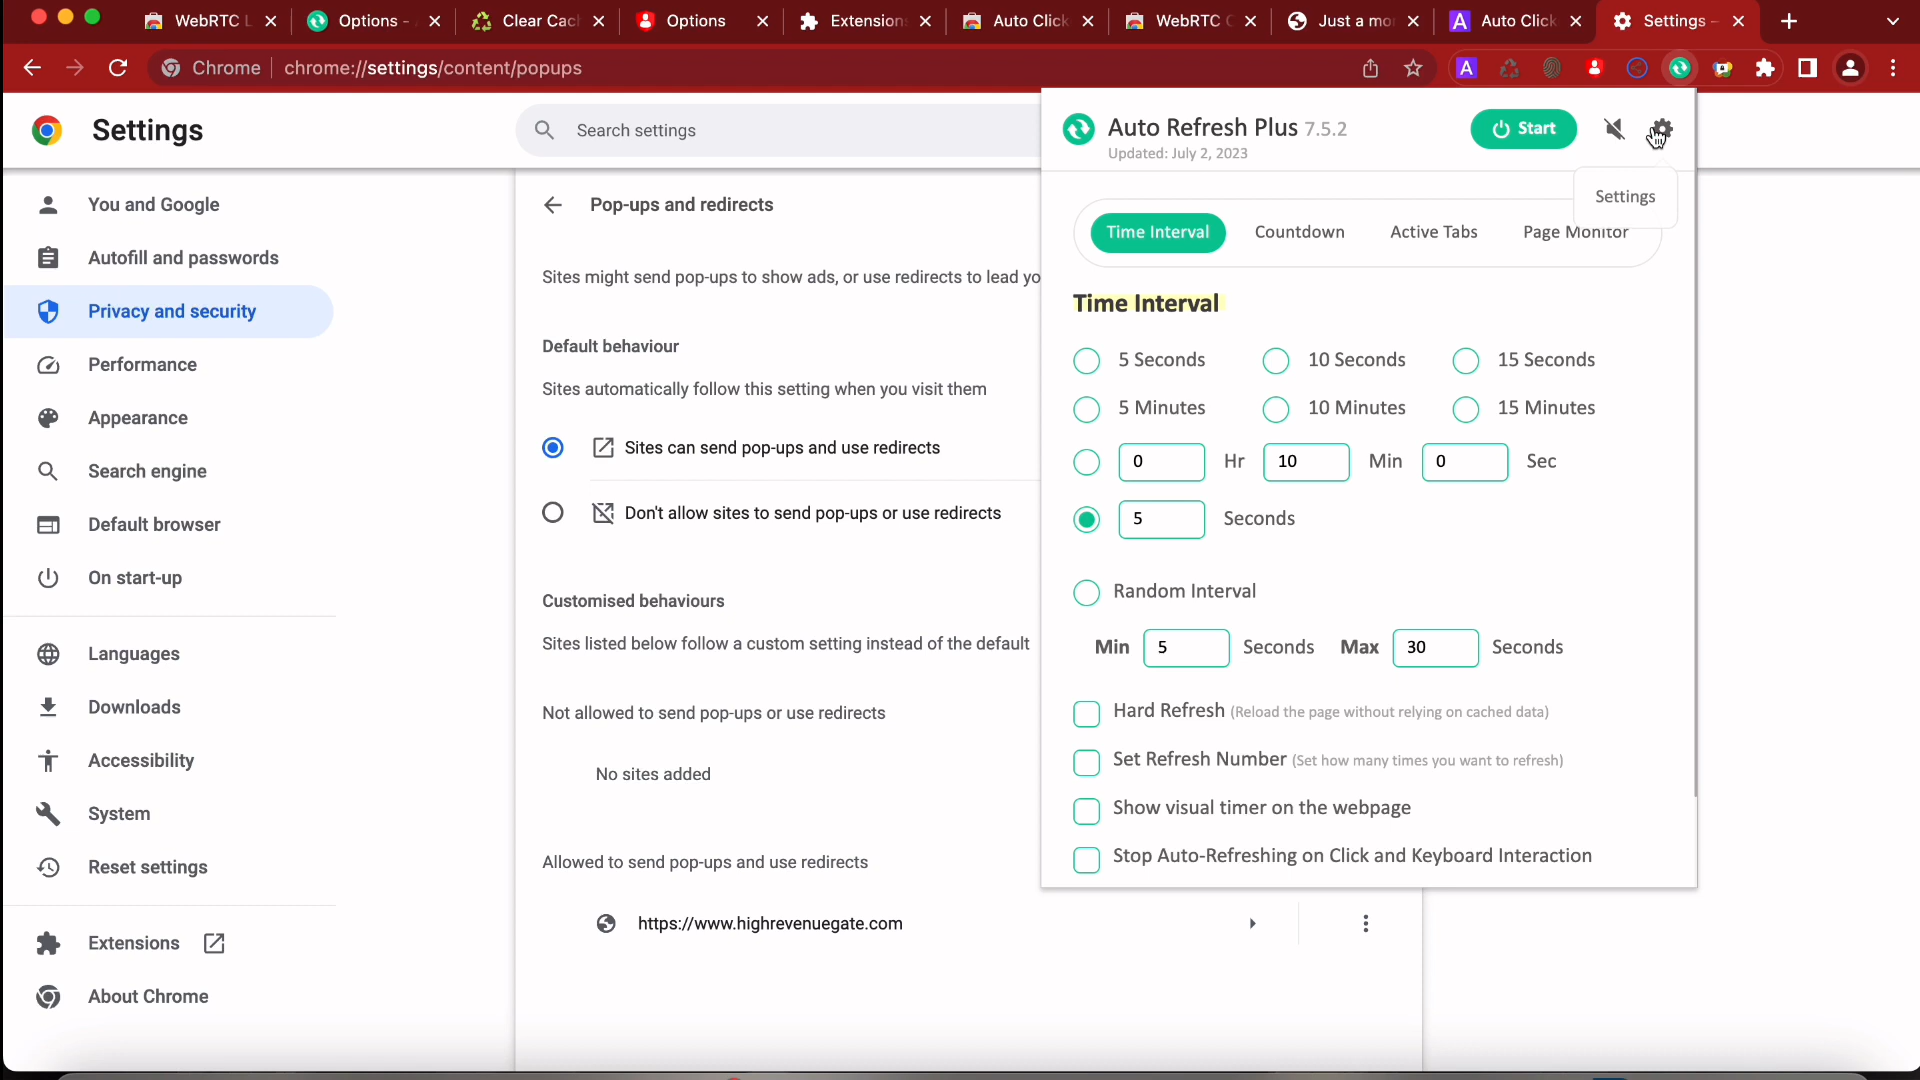 WebRTC L
Options -
Clear Cac
Options
Extension
Auto Click
WebRTC C
Just a mo
Auto Click
Settings -
Chrome
chrome://settings/content/popups
Settings
Search settings
Auto Refresh Plus 7.5.2
Updated: July 2, 2023
Start
Settings
You and Google
Autofill and passwords
Privacy and security
Performance
Appearance
Search engine
Default browser
On start-up
Languages
Downloads
Accessibility
System
Reset settings
Extensions
About Chrome
Pop-ups and redirects
Sites might send pop-ups to show ads, or use redirects to lead yo
Default behaviour
Sites automatically follow this setting when you visit them
Sites can send pop-ups and use redirects
Don't allow sites to send pop-ups or use redirects
Customised behaviours
Sites listed below follow a custom setting instead of the default
Not allowed to send pop-ups or use redirects
No sites added
Allowed to send pop-ups and use redirects
https://www.highrevenuegate.com
Time Interval Countdown Active Tabs Page Monitor
Time Interval
5 Seconds 10 Seconds 15 Seconds
5 Minutes 10 Minutes 15 Minutes
0 Hr 10 Min 0 Sec
5 Seconds
Random Interval
Min 5 Seconds Max 30 Seconds
Hard Refresh (Reload the page without relying on cached data)
Set Refresh Number (Set how many times you want to refresh)
Show visual timer on the webpage
Stop Auto-Refreshing on Click and Keyboard Interaction